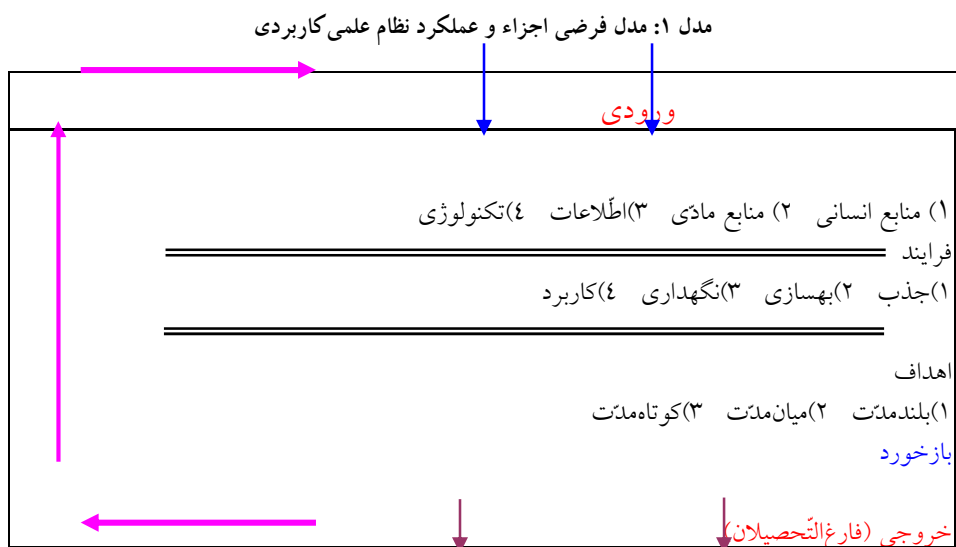 مدل ۱: مدل فرضی اجزاء و عملکرد نظام علمی‌کاربردی
ورودی
۱) منابع انسانی ۲) منابع مادّی ۳)اطّلاعات ٤)تکنولوژی
فرایند
۱)جذب ۲)بهسازی ۳)نگهداری ٤)کاربرد
اهداف
۱)بلندمدّت ۲)میان‌مدّت ۳)کوتاه‌مدّت
بازخورد
خروجی (فارغ‌التّحصیلان)